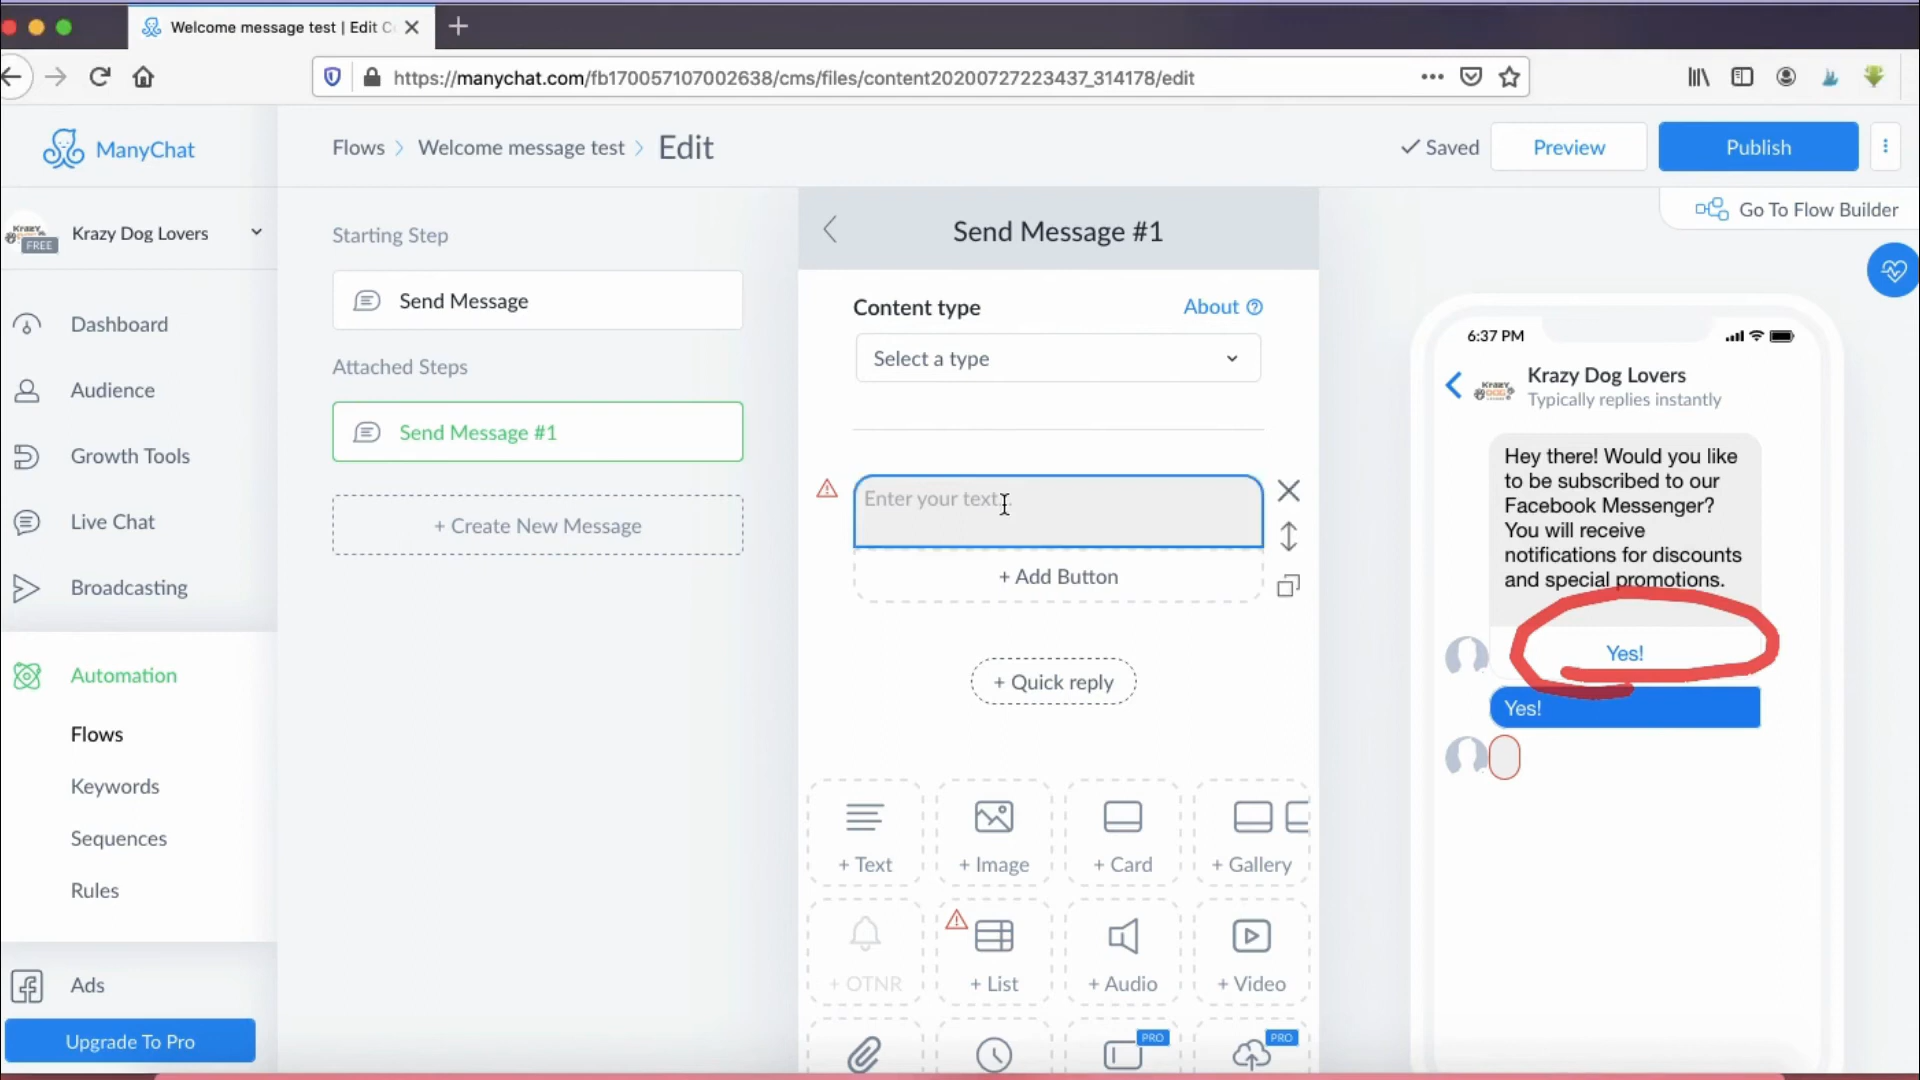 Welcome message test | Edit C
https://manychat.com/fb170057107002638/cms/files/content20200727223437_314178/edit
ManyChat
Flows > Welcome message test > Edit
Saved
Preview
Publish
Go To Flow Builder
Krazy Dog Lovers
FREE
Dashboard
Audience
Growth Tools
Live Chat
Broadcasting
Automation
Flows
Keywords
Sequences
Rules
Ads
Upgrade To Pro
Starting Step
Send Message
Attached Steps
Send Message #1
+ Create New Message
Send Message #1
Content type
About
Select a type
Enter your text
+ Add Button
+ Quick reply
+ Text
+ Image
+ Card
+ Gallery
+ OTNR
+ List
+ Audio
+ Video
PRO
PRO
6:37 PM
Krazy Dog Lovers
Typically replies instantly
Hey there! Would you like
to be subscribed to our
Facebook Messenger?
You will receive
notifications for discounts
and special promotions.
Yes!
Yes!